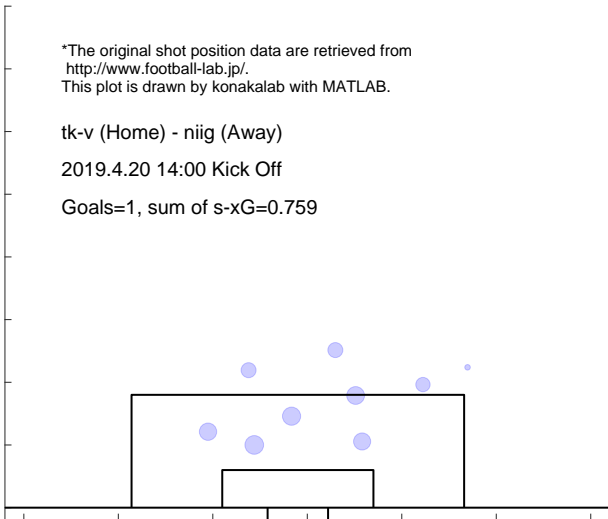 *The original shot position data are retrieved from
http://www.football-lab.jp/.
This plot is drawn by konakalab with MATLAB.
tk-v (Home) - niig (Away)
2019.4.20 14:00 Kick Off
Goals=1, sum of s-xG=0.759